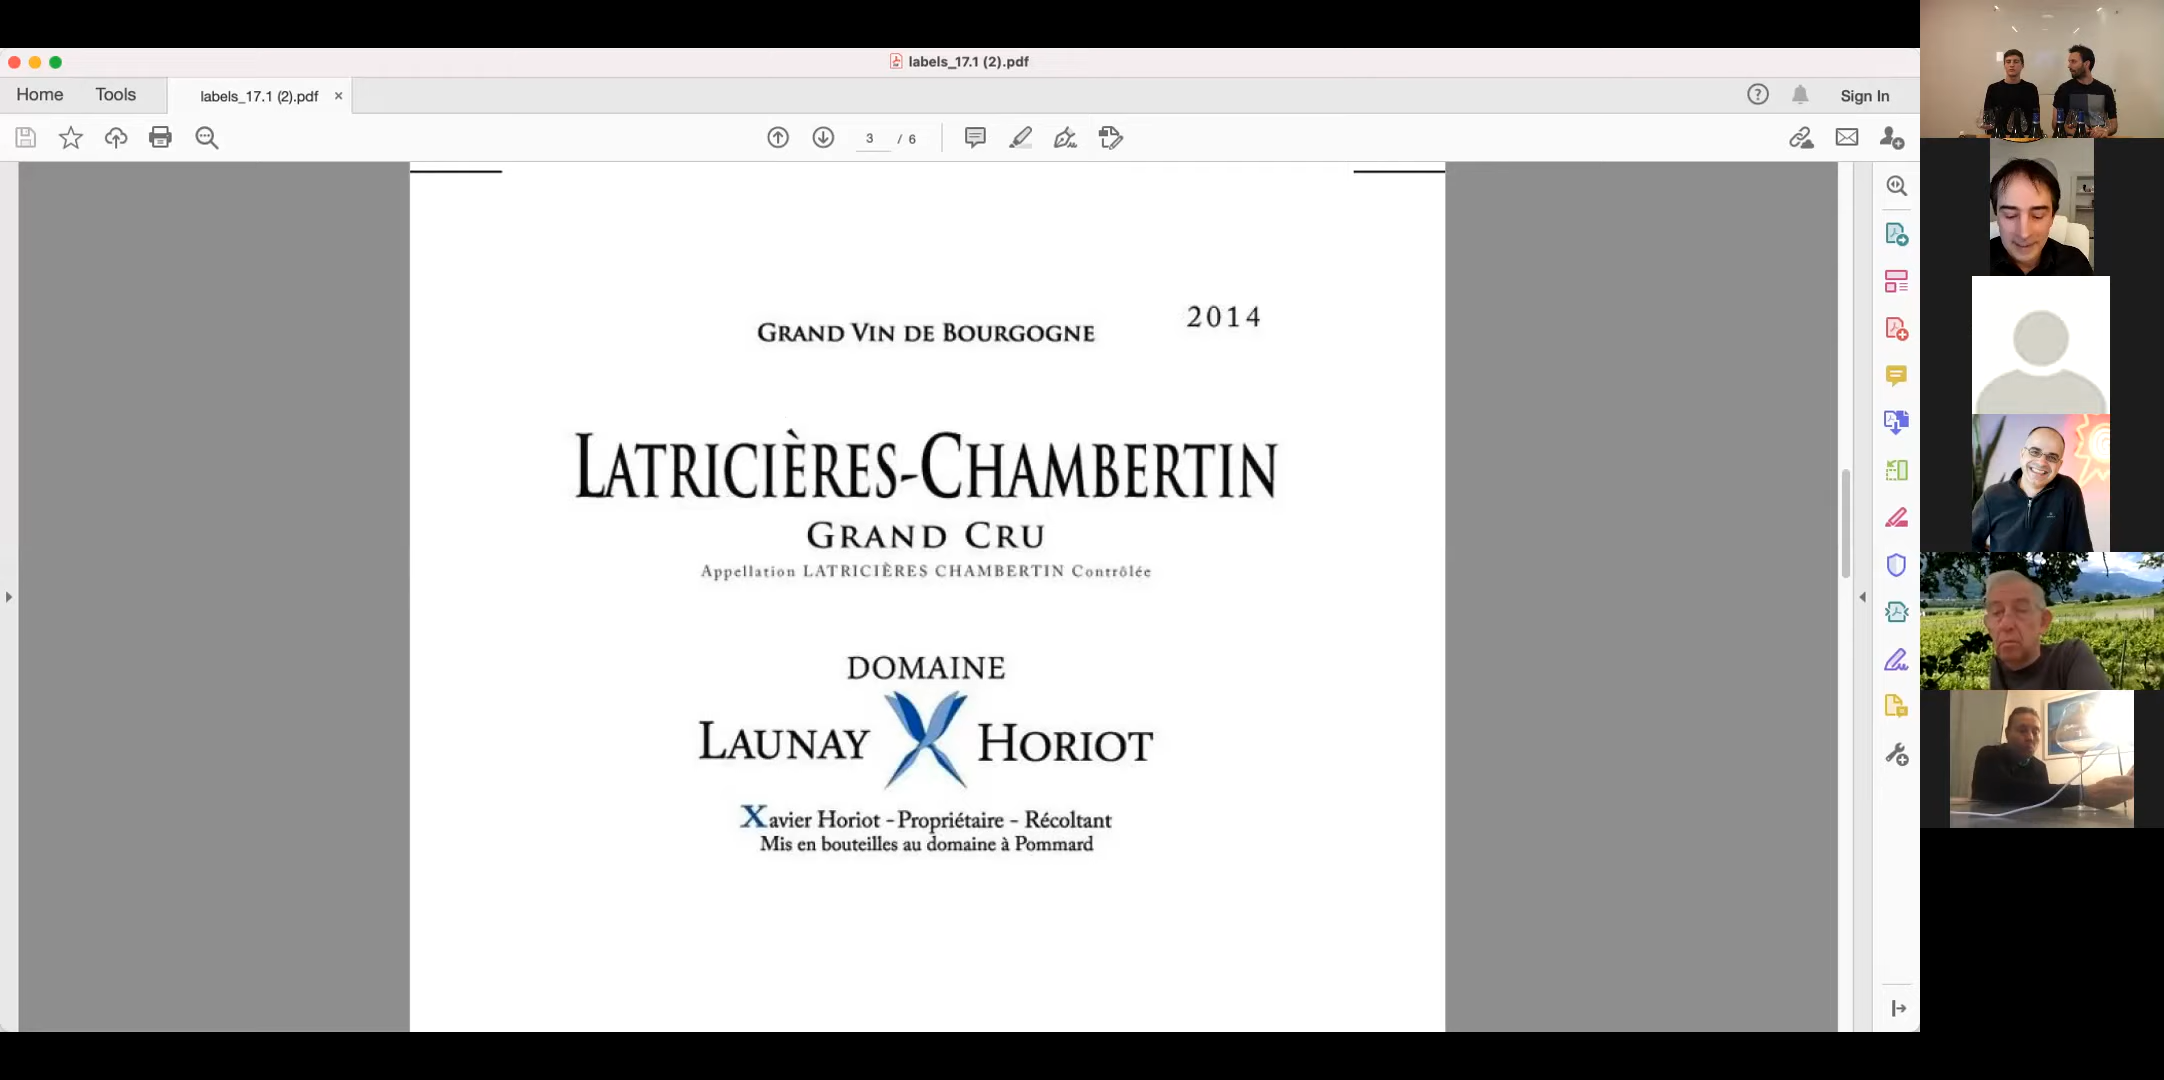 labels_17.1 (2).pdf
Home Tools labels_17.1 (2).pdf × Sign In
3 / 6
GRAND VIN DE BOURGOGNE
2014
LATRICIÈRES-CHAMBERTIN
GRAND CRU
Appellation LATRICIÈRES CHAMBERTIN Contrôlée
DOMAINE
LAUNAY HORIOT
Xavier Horiot - Propriétaire - Récoltant
Mis en bouteilles au domaine à Pommard